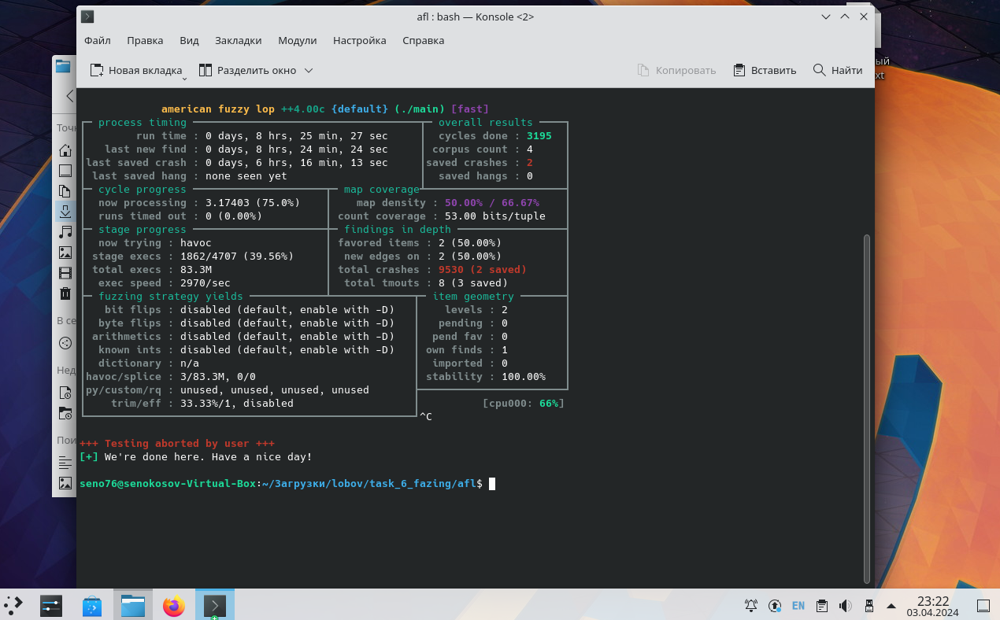 afl : bash — Konsole <2>
Файл Правка Вид Закладки Модули Настройка Справка
Новая вкладка Разделить окно Копировать Вставить Найти
american fuzzy lop ++4.00c {default} (./main) [fast]
process timing overall results
run time : 0 days, 8 hrs, 25 min, 27 sec cycles done : 3195
last new find : 0 days, 8 hrs, 24 min, 24 sec corpus count : 4
last saved crash : 0 days, 6 hrs, 16 min, 13 sec saved crashes : 2
last saved hang : none seen yet saved hangs : 0
cycle progress map coverage
now processing : 3.17403 (75.0%) map density : 50.00% / 66.67%
runs timed out : 0 (0.00%) count coverage : 53.00 bits/tuple
stage progress findings in depth
now trying : havoc favored items : 2 (50.00%)
stage execs : 1862/4707 (39.56%) new edges on : 2 (50.00%)
total execs : 83.3M total crashes : 9530 (2 saved)
exec speed : 2970/sec total tmouts : 8 (3 saved)
fuzzing strategy yields item geometry
bit flips : disabled (default, enable with -D) levels : 2
byte flips : disabled (default, enable with -D) pending : 0
arithmetics : disabled (default, enable with -D) pend fav : 0
known ints : disabled (default, enable with -D) own finds : 1
dictionary : n/a imported : 0
havoc/splice : 3/83.3M, 0/0 stability : 100.00%
py/custom/rq : unused, unused, unused, unused
trim/eff : 33.33%/1, disabled [cpu000: 66%]
^C
+++ Testing aborted by user +++
[+] We're done here. Have a nice day!
seno76@senokosov-Virtual-Box:~/Загрузки/lobov/task_6_fazing/afl$
Точ
В се
Нед
Пои
ый
xt
EN
23:22
03.04.2024